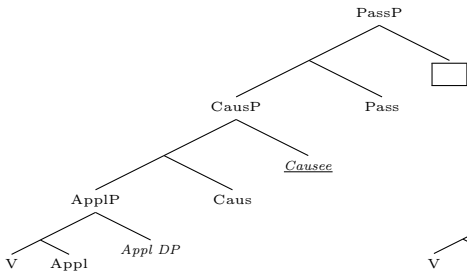 PassP
CausP Pass
Causee
ApplP Caus
Appl DP
V Appl V